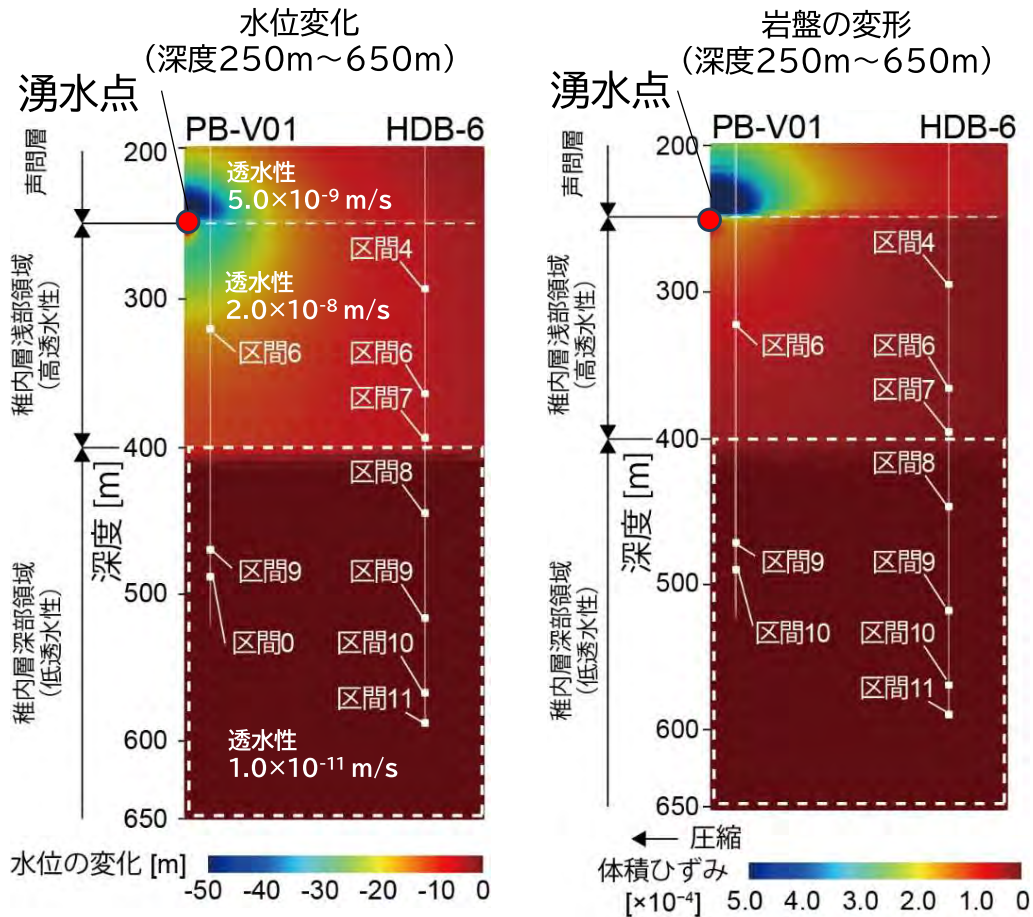 水位変化
（深度250m～650m）
湧水点
PB-V01
HDB-6
声問層
稚内層浅部領域
（高透水性）
稚内層深部領域
（低透水性）
深度 [m]
200
300
400
500
600
650
透水性
5.0×10⁻⁹ m/s
透水性
2.0×10⁻⁸ m/s
区間4
区間6
区間6
区間7
区間8
区間9
区間9
区間0
区間10
区間11
透水性
1.0×10⁻¹¹ m/s
水位の変化 [m]
-50 -40 -30 -20 -10 0
岩盤の変形
（深度250m～650m）
湧水点
PB-V01
HDB-6
声問層
稚内層浅部領域
（高透水性）
稚内層深部領域
（低透水性）
深度 [m]
200
300
400
500
600
650
区間4
区間6
区間6
区間7
区間8
区間9
区間9
区間10
区間10
区間11
圧縮
体積ひずみ
[×10⁻⁴]
5.0 4.0 3.0 2.0 1.0 0